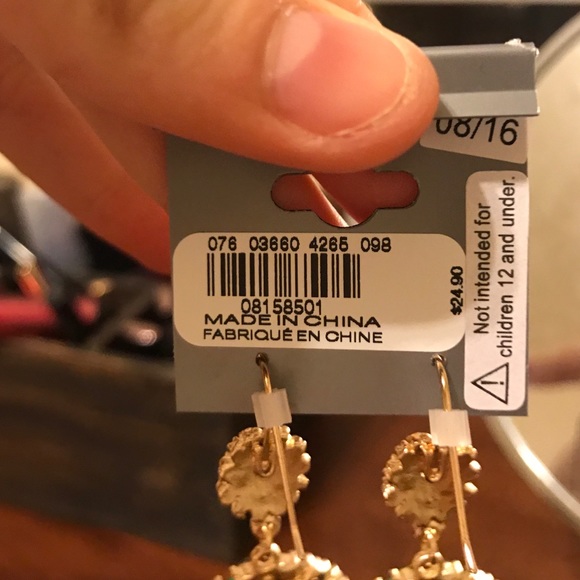 08/16
076 03660 4265 098
08158501
MADE IN CHINA
FABRIQUÉ EN CHINE
$24.90
Not intended for
children 12 and under.